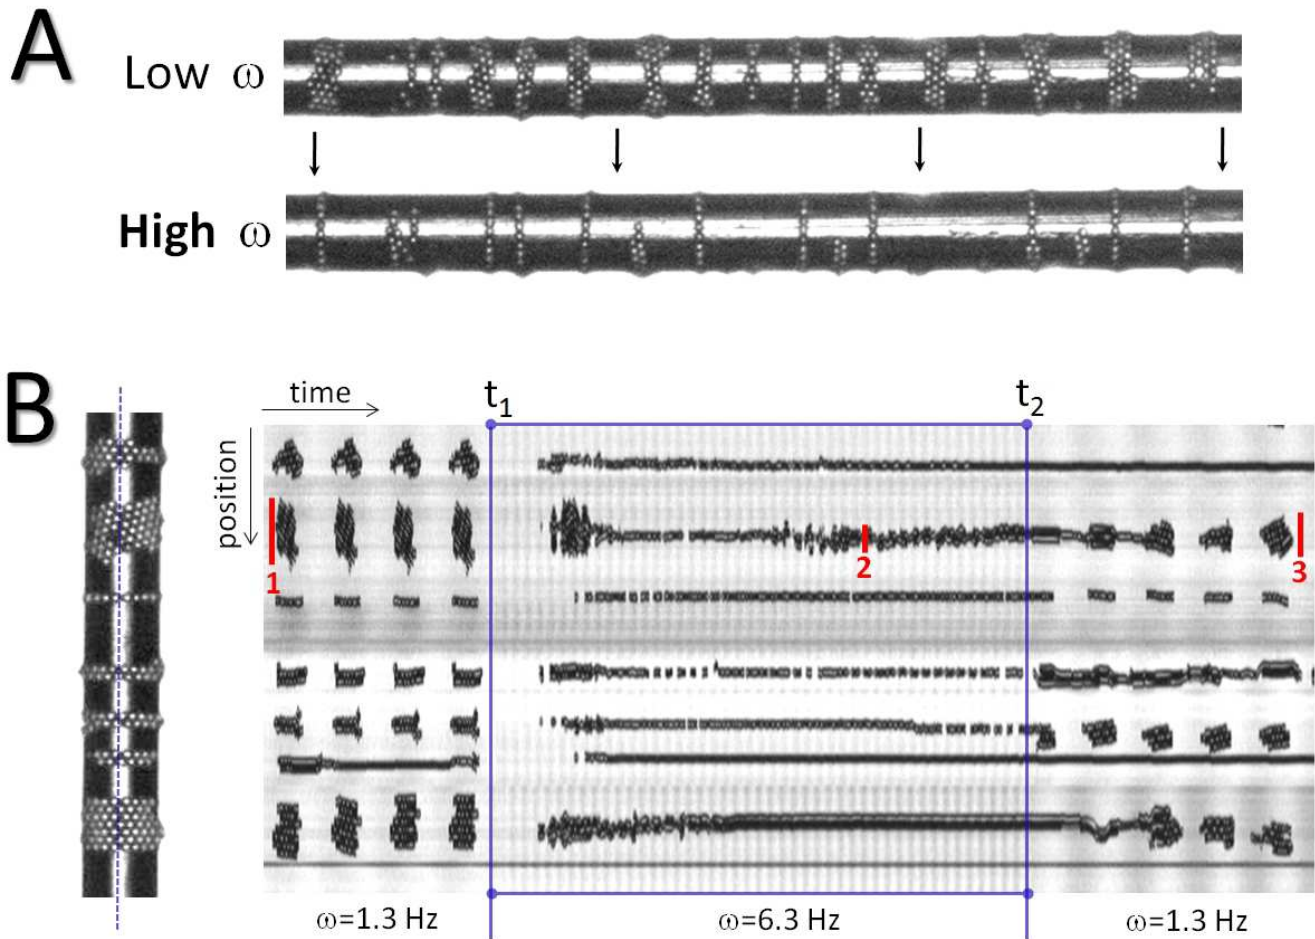 A
Low ω
High ω
B
time
t1
t2
position
1
2
3
ω=1.3 Hz
ω=6.3 Hz
ω=1.3 Hz